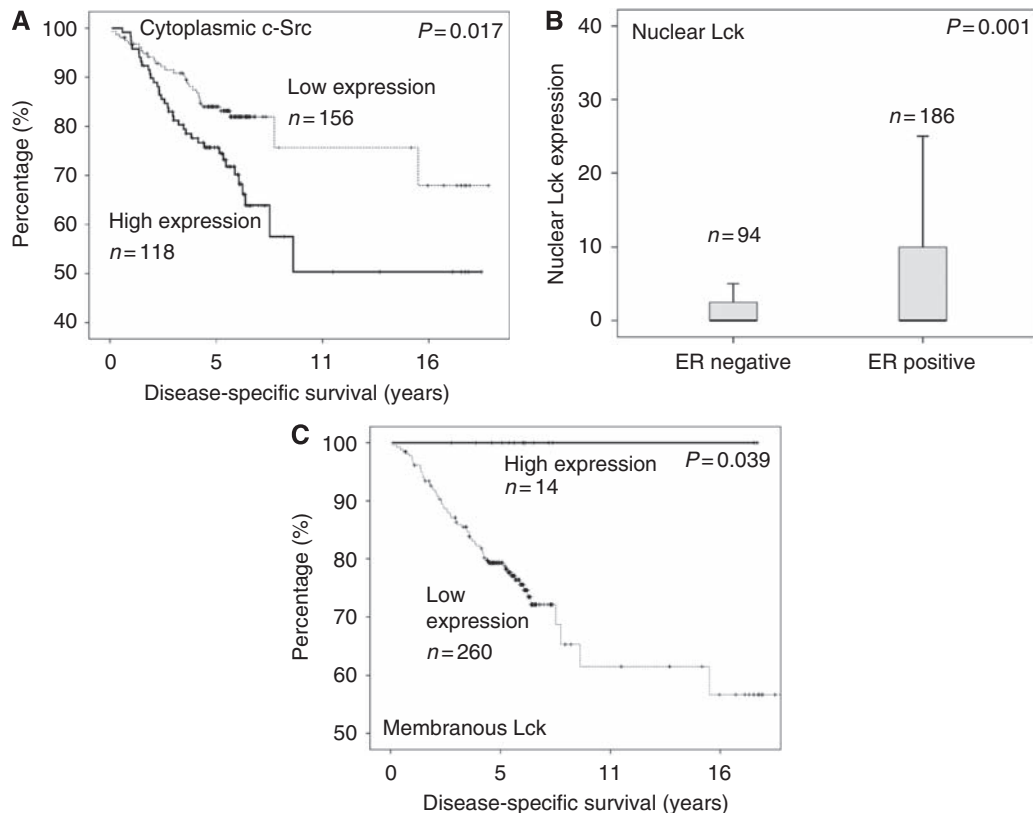 A
Cytoplasmic c-Src
P=0.017
Low expression
n=156
High expression
n=118
Percentage (%)
100
90
80
70
60
50
40
0 5 11 16
Disease-specific survival (years)
B
Nuclear Lck
P=0.001
n=186
n=94
Nuclear Lck expression
40
30
20
10
0
ER negative ER positive
C
High expression
n=14
P=0.039
Low
expression
n=260
Membranous Lck
Percentage (%)
100
90
80
70
60
50
0 5 11 16
Disease-specific survival (years)